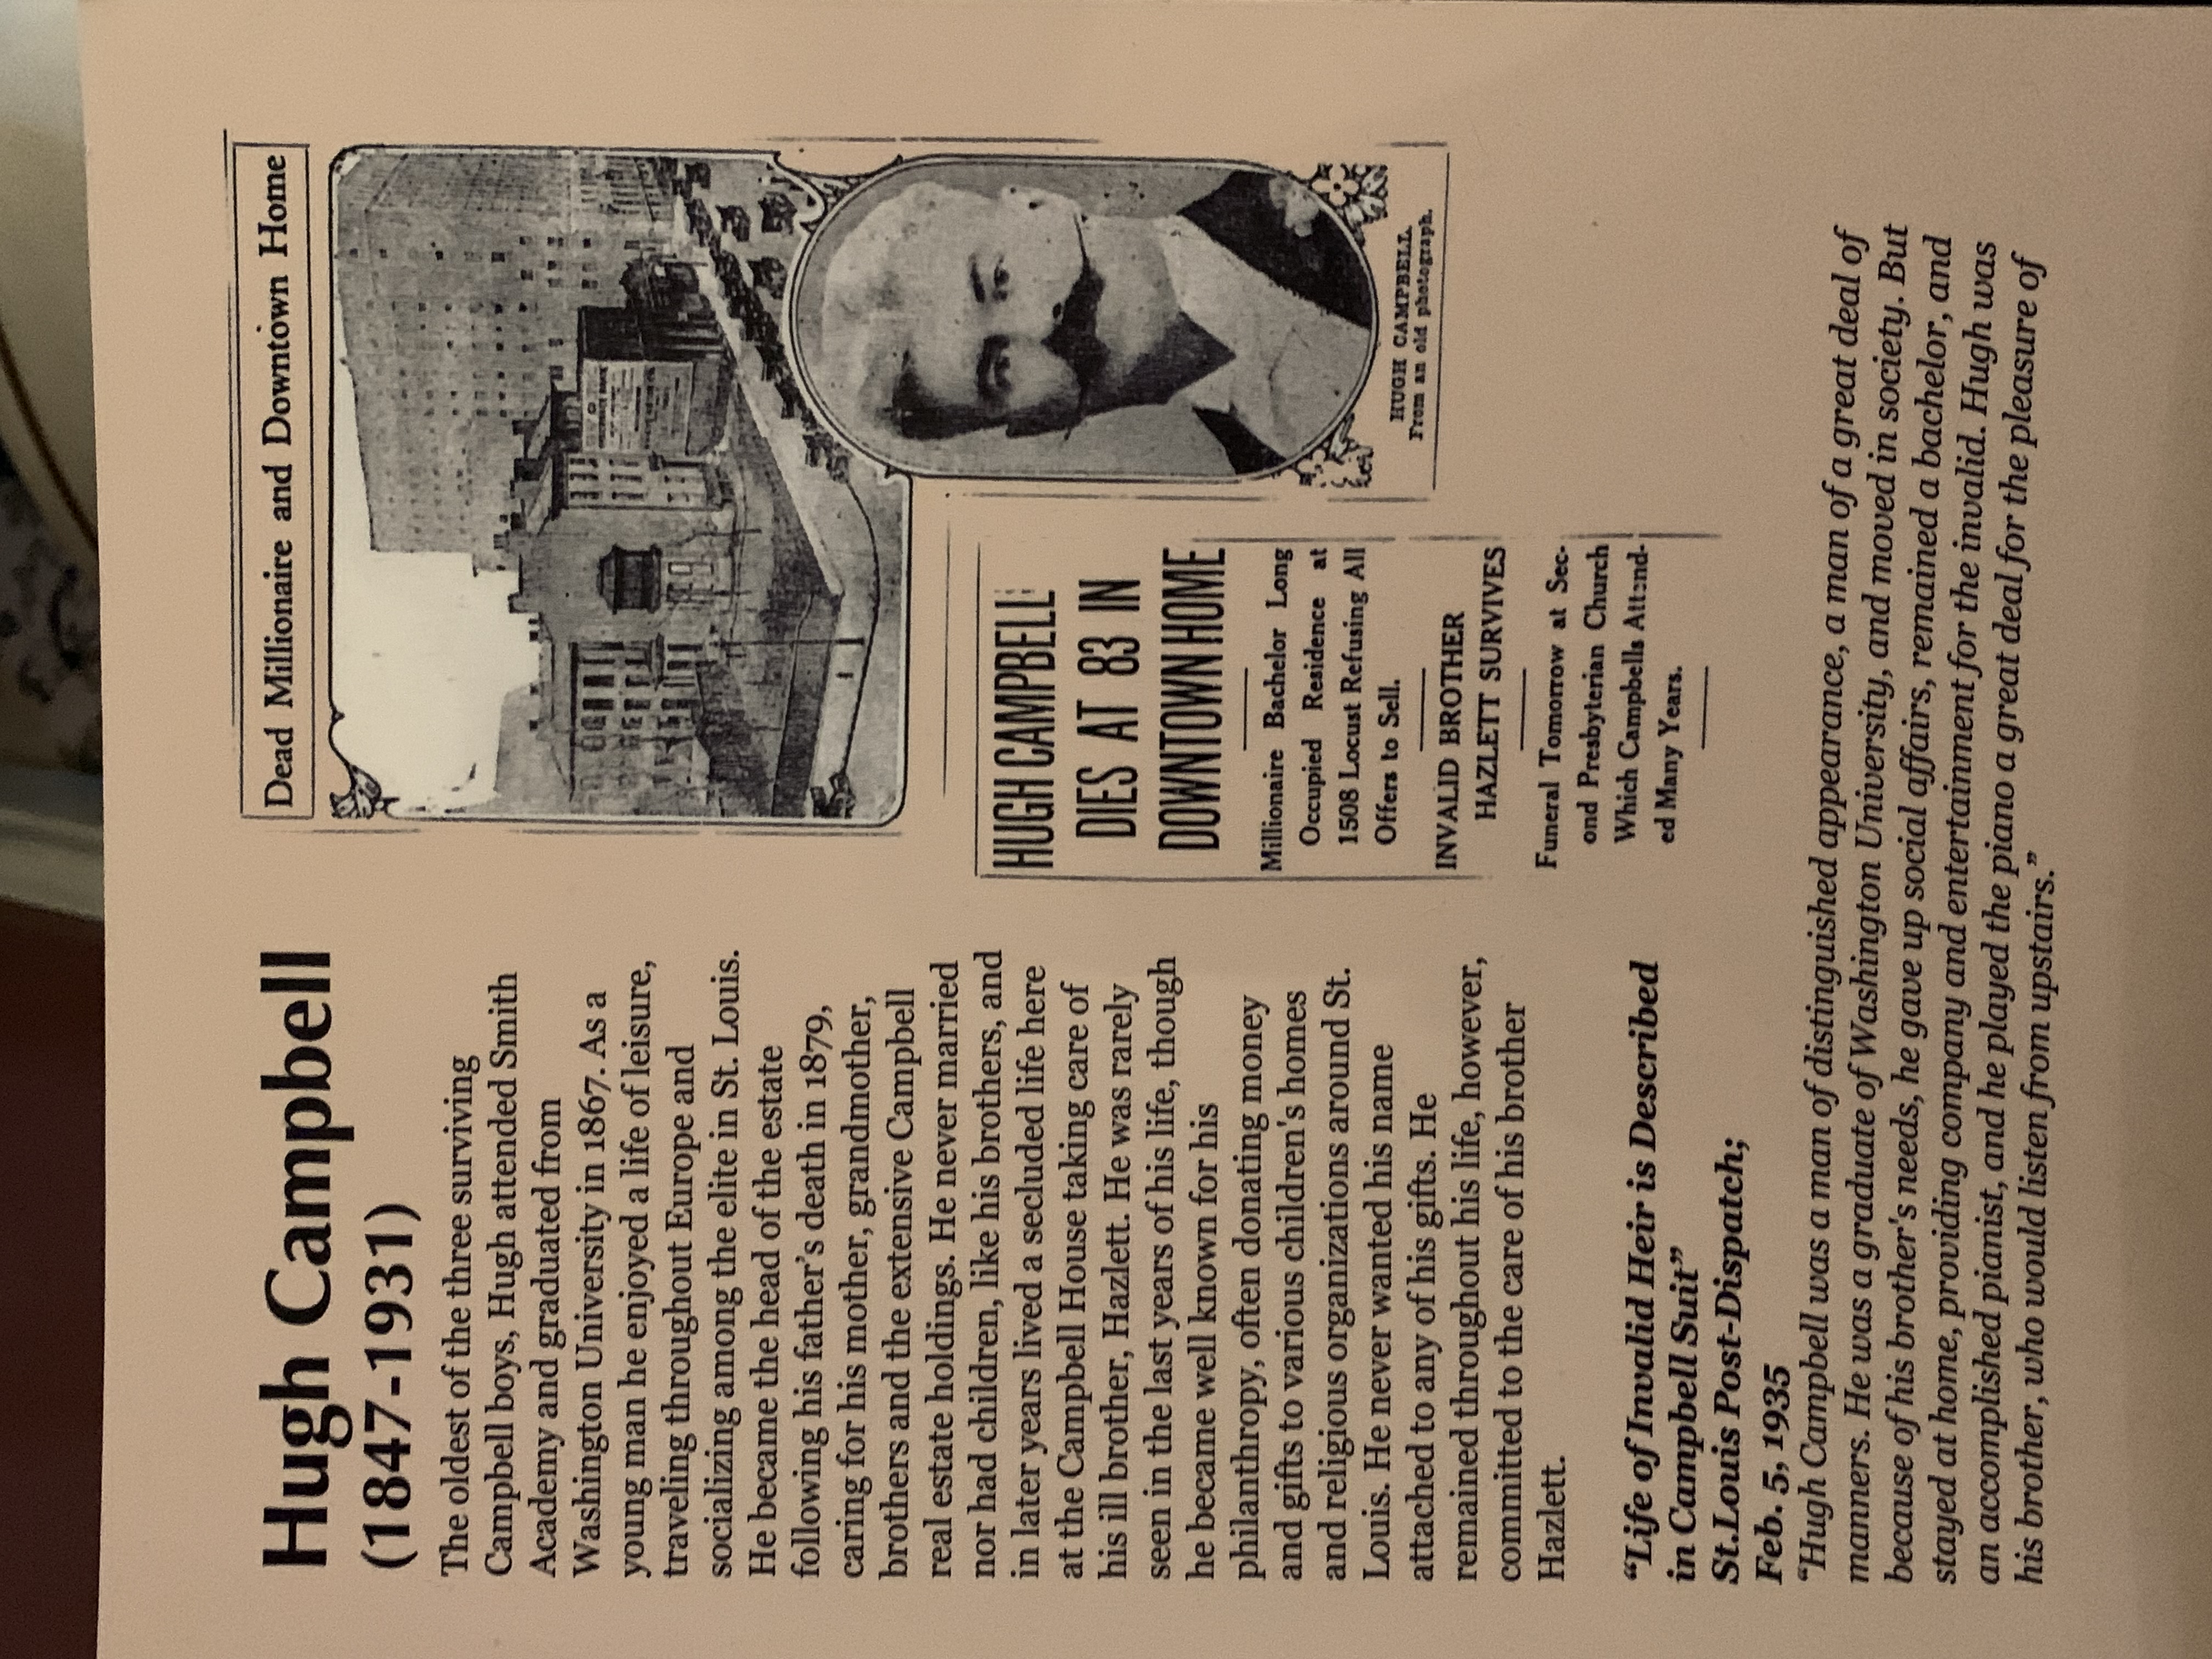 Hugh Campbell
(1847-1931)
The oldest of the three surviving
Campbell boys, Hugh attended Smith
Academy and graduated from
Washington University in 1867. As a
young man he enjoyed a life of leisure,
traveling throughout Europe and
socializing among the elite in St. Louis.
He became the head of the estate
following his father's death in 1879,
caring for his mother, grandmother,
brothers and the extensive Campbell
real estate holdings. He never married
nor had children, like his brothers, and
in later years lived a secluded life here
at the Campbell House taking care of
his ill brother, Hazlett. He was rarely
seen in the last years of his life, though
he became well known for his
philanthropy, often donating money
and gifts to various children's homes
and religious organizations around St.
Louis. He never wanted his name
attached to any of his gifts. He
remained throughout his life, however,
committed to the care of his brother
Hazlett.
Dead Millionaire and Downtown Home
HUGH CAMPBELL
From an old photograph.
HUGH CAMPBELL
DIES AT 83 IN
DOWNTOWN HOME
Millionaire Bachelor Long
Occupied Residence at
1508 Locust Refusing All
Offers to Sell.
INVALID BROTHER
HAZLETT SURVIVES
Funeral Tomorrow at Sec-
ond Presbyterian Church
Which Campbells Attend-
ed Many Years.
“Life of Invalid Heir is Described
in Campbell Suit”
St.Louis Post-Dispatch;
Feb. 5, 1935
“Hugh Campbell was a man of distinguished appearance, a man of a great deal of
manners. He was a graduate of Washington University, and moved in society. But
because of his brother's needs, he gave up social affairs, remained a bachelor, and
stayed at home, providing company and entertainment for the invalid. Hugh was
an accomplished pianist, and he played the piano a great deal for the pleasure of
his brother, who would listen from upstairs.”